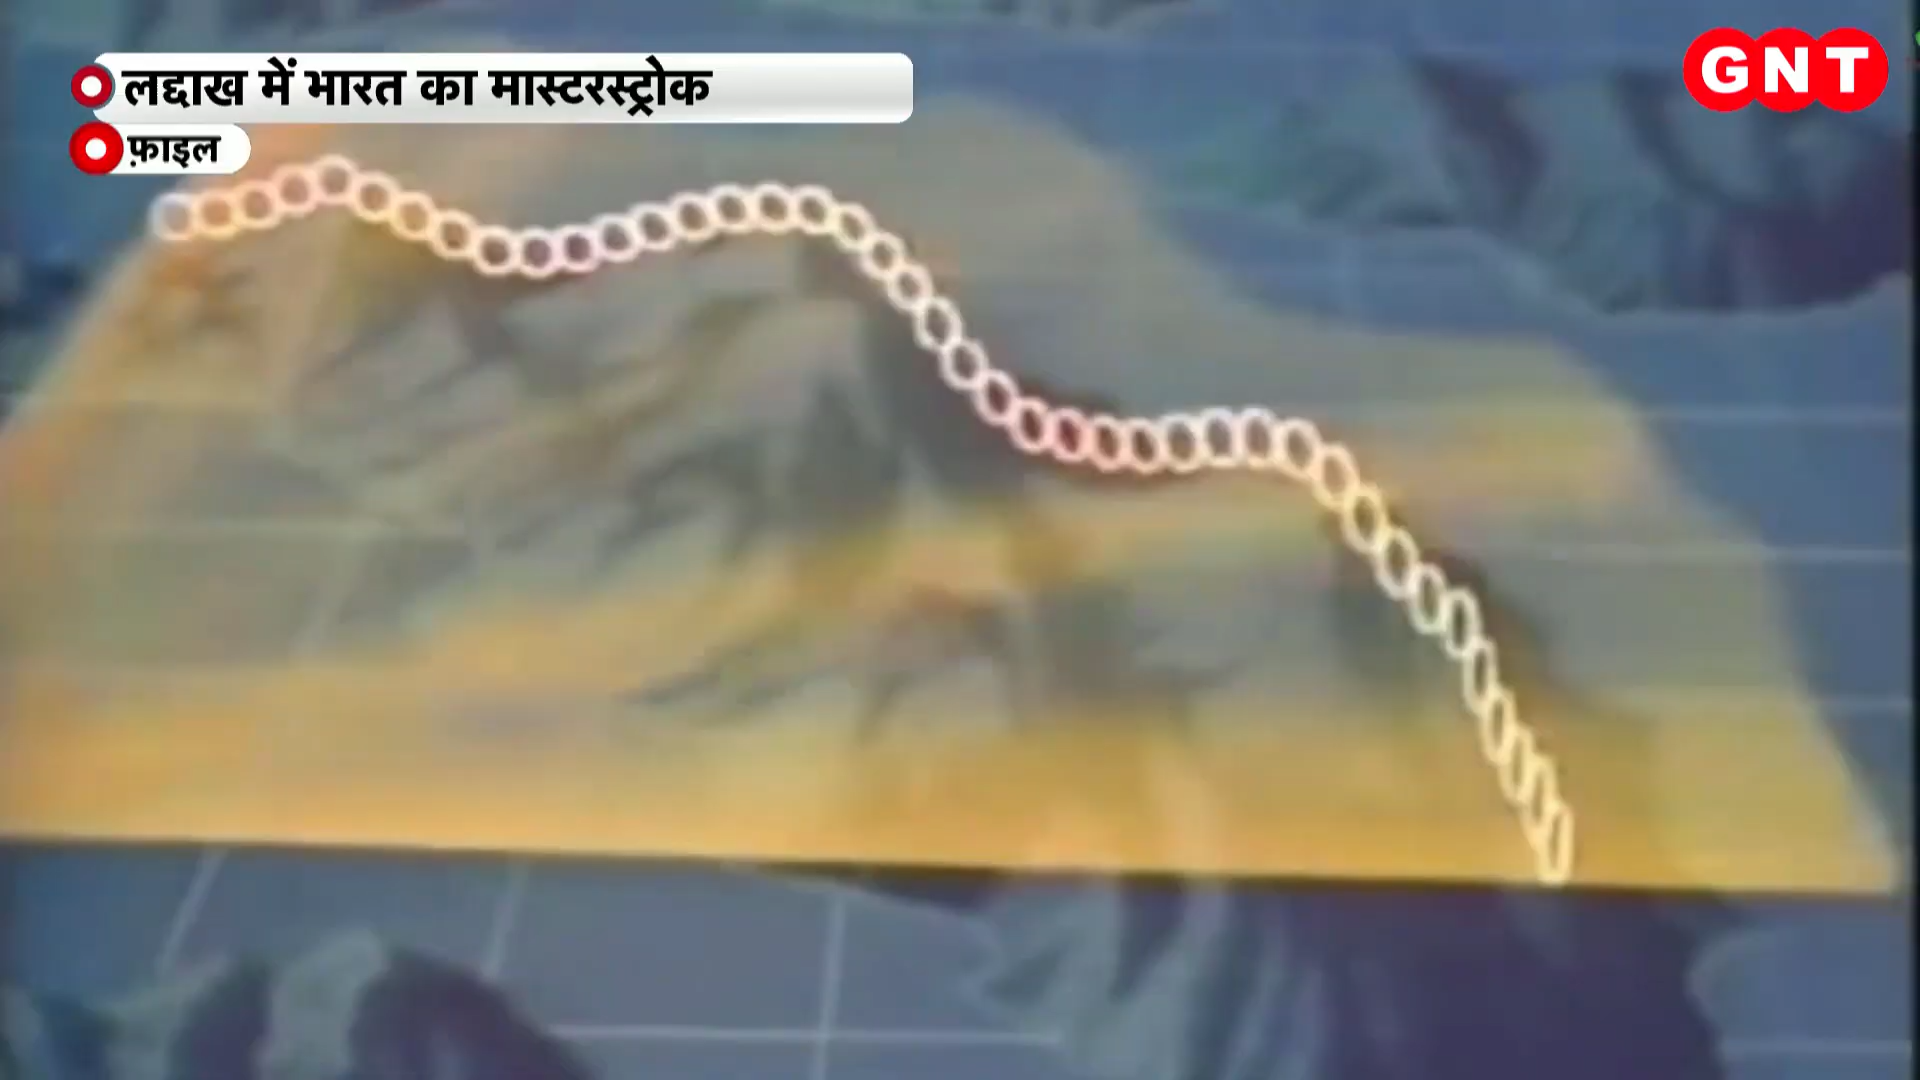 लद्दाख में भारत का मास्टरस्ट्रोक
GNT
फ़ाइल